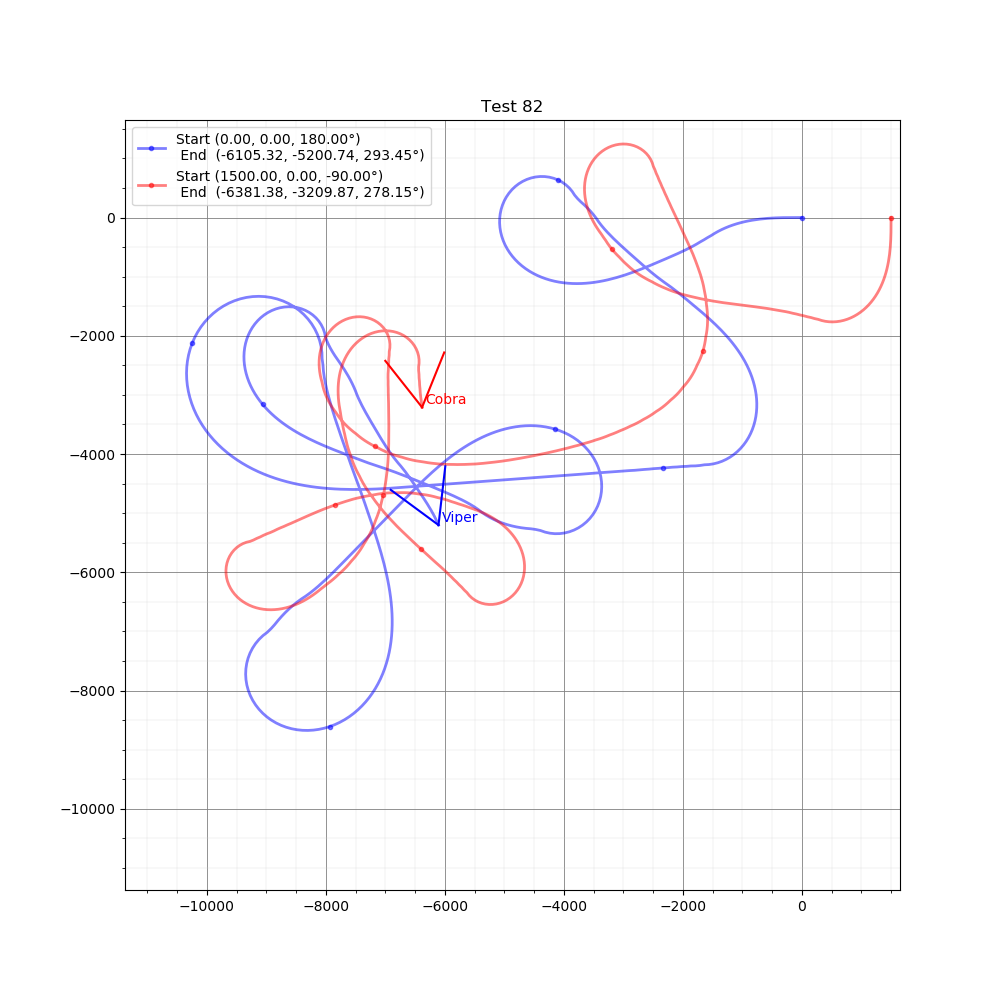 Test 82
Start (0.00, 0.00, 180.00°)
End (-6105.32, -5200.74, 293.45°)
Start (1500.00, 0.00, -90.00°)
End (-6381.38, -3209.87, 278.15°)
0
−2000
−4000
−6000
−8000
−10000
Cobra
Viper
−10000 −8000 −6000 −4000 −2000 0